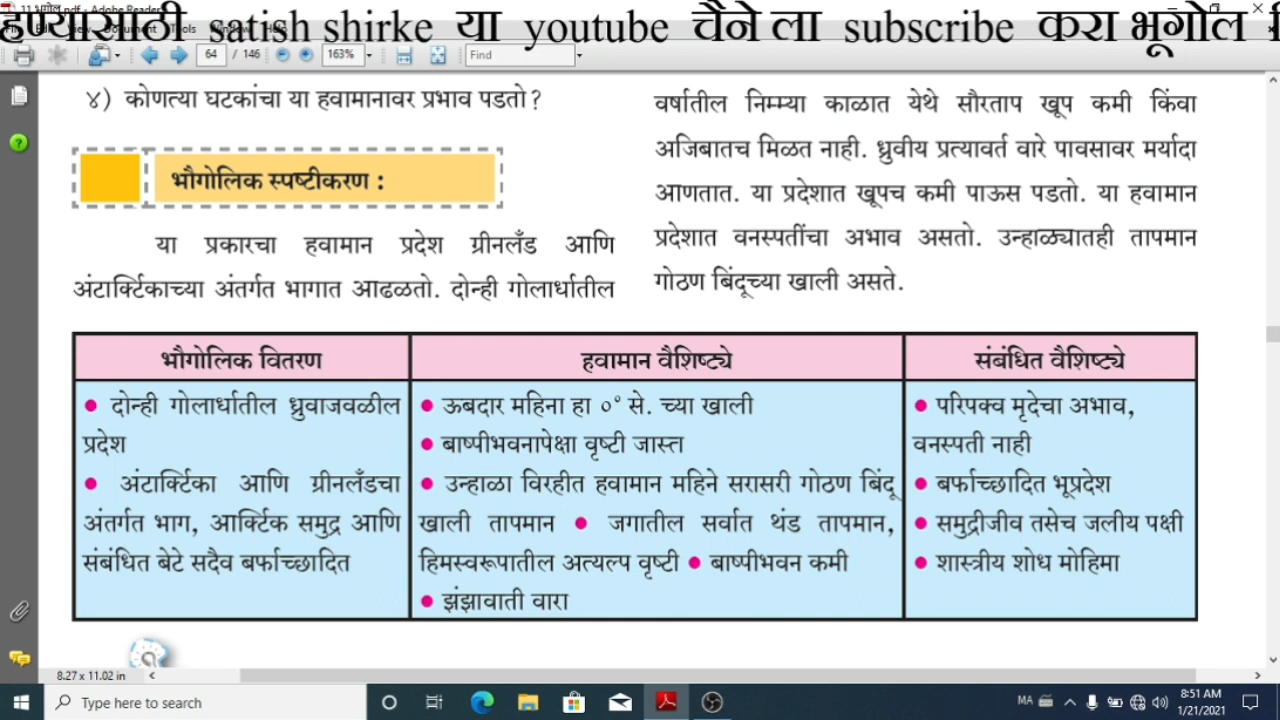 होण्यासाठी satish shirke या youtube चैने ला subscribe करा भूगोल
11 भूगोल.pdf - Adobe Reader
64 / 146 163% Find
४) कोणत्या घटकांचा या हवामानावर प्रभाव पडतो?
भौगोलिक स्पष्टीकरण :
या प्रकारचा हवामान प्रदेश ग्रीनलँड आणि
अंटार्क्टिकाच्या अंतर्गत भागात आढळतो. दोन्ही गोलार्धातील
वर्षातील निम्म्या काळात येथे सौरताप खूप कमी किंवा
अजिबातच मिळत नाही. ध्रुवीय प्रत्यावर्त वारे पावसावर मर्यादा
आणतात. या प्रदेशात खूपच कमी पाऊस पडतो. या हवामान
प्रदेशात वनस्पतींचा अभाव असतो. उन्हाळ्यातही तापमान
गोठण बिंदूच्या खाली असते.
भौगोलिक वितरण
• दोन्ही गोलार्धातील ध्रुवाजवळील
प्रदेश
• अंटार्क्टिका आणि ग्रीनलँडचा
अंतर्गत भाग, आर्क्टिक समुद्र आणि
संबंधित बेटे सदैव बर्फाच्छादित
हवामान वैशिष्ट्ये
• ऊबदार महिना हा ०° से. च्या खाली
• बाष्पीभवनापेक्षा वृष्टी जास्त
• उन्हाळा विरहीत हवामान महिने सरासरी गोठण बिंदू
खाली तापमान • जगातील सर्वात थंड तापमान,
हिमस्वरूपातील अत्यल्प वृष्टी • बाष्पीभवन कमी
• झंझावाती वारा
संबंधित वैशिष्ट्ये
• परिपक्व मृदेचा अभाव,
वनस्पती नाही
• बर्फाच्छादित भूप्रदेश
• समुद्रीजीव तसेच जलीय पक्षी
• शास्त्रीय शोध मोहिमा
8.27 x 11.02 in
Type here to search
MA
8:51 AM
1/21/2021